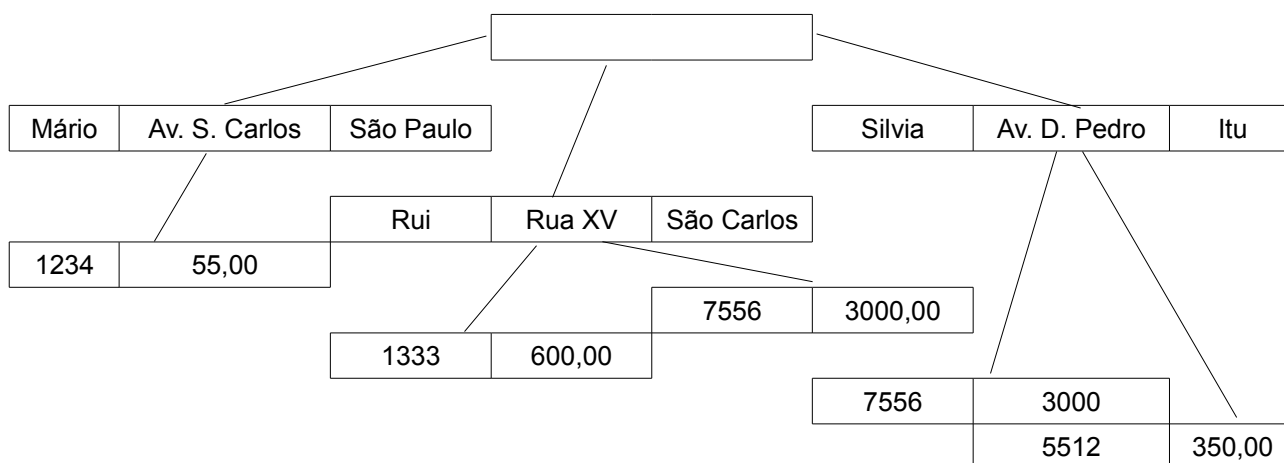 Mário Av. S. Carlos São Paulo Silvia Av. D. Pedro Itu
Rui Rua XV São Carlos
1234 55,00
7556 3000,00
1333 600,00
7556 3000
5512 350,00